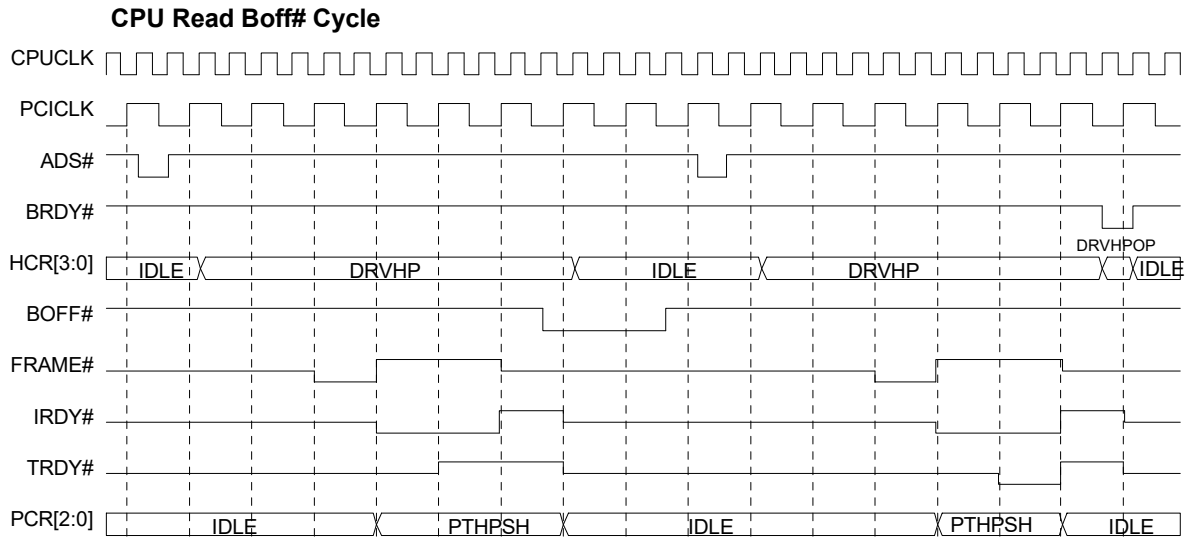 CPU Read Boff# Cycle
CPUCLK
PCICLK
ADS#
BRDY#
DRVHPOP
HCR[3:0] IDLE DRVHP IDLE DRVHP IDLE
BOFF#
FRAME#
IRDY#
TRDY#
PCR[2:0] IDLE PTHPSH IDLE PTHPSH IDLE